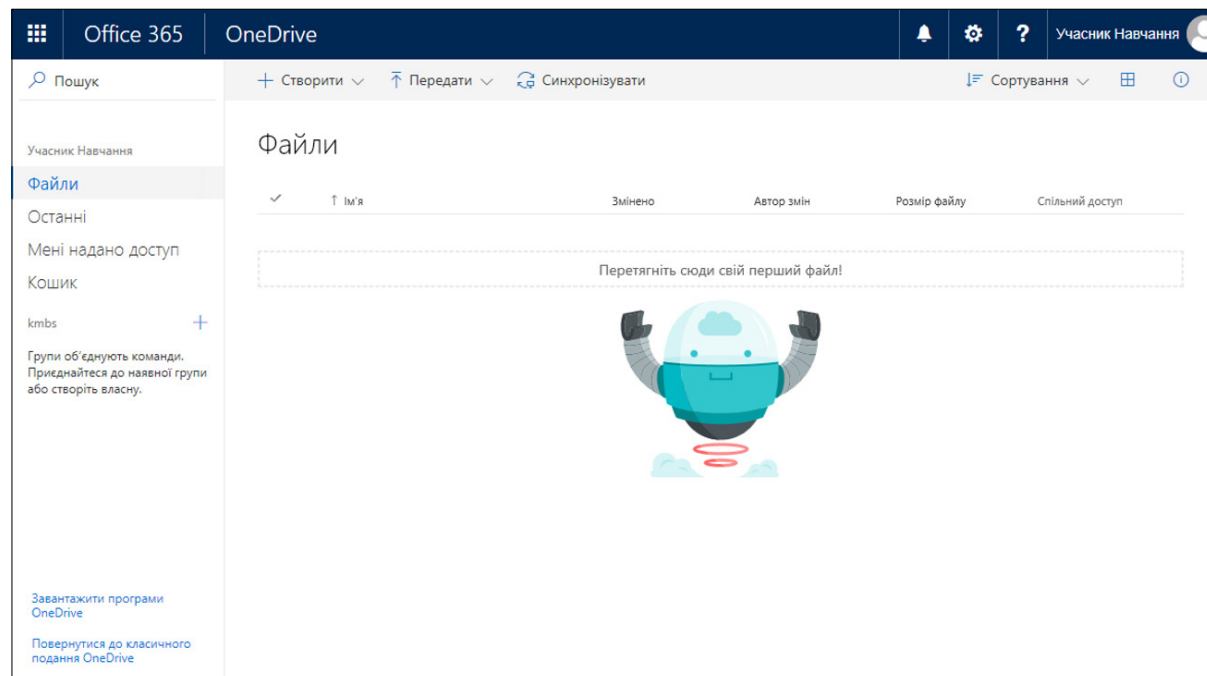 Office 365
OneDrive
?
Учасник Навчання
Пошук
Створити
Передати
Синхронізувати
Сортування
Учасник Навчання
Файли
Останні
Мені надано доступ
Кошик
kmbs
Групи об'єднують команди.
Приєднайтеся до наявної групи
або створіть власну.
Завантажити програми
OneDrive
Повернутися до класичного
подання OneDrive
Файли
Ім'я
Змінено
Автор змін
Розмір файлу
Спільний доступ
Перетягніть сюди свій перший файл!